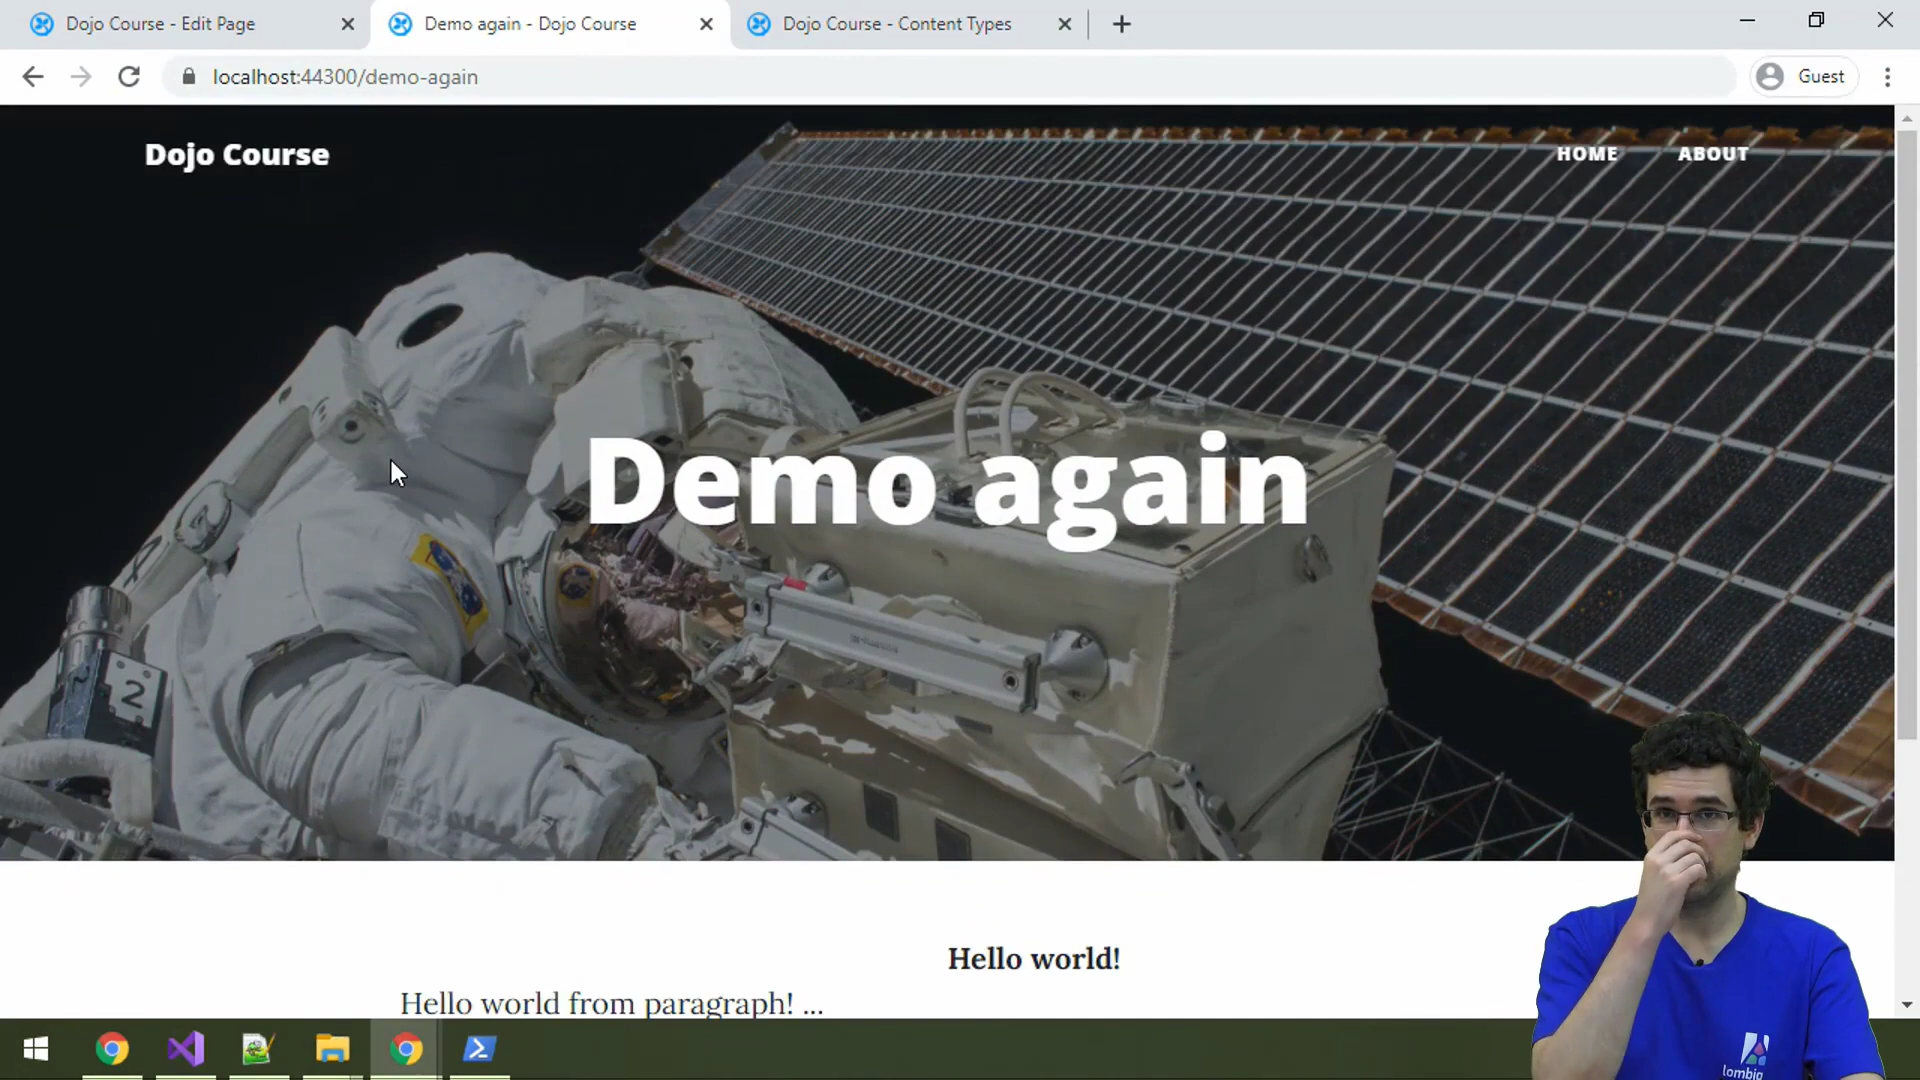 Dojo Course - Edit Page
Demo again - Dojo Course
Dojo Course - Content Types
localhost:44300/demo-again
Guest
Dojo Course
HOME
ABOUT
Demo again
2
Hello world!
Hello world from paragraph! ...
lombiq